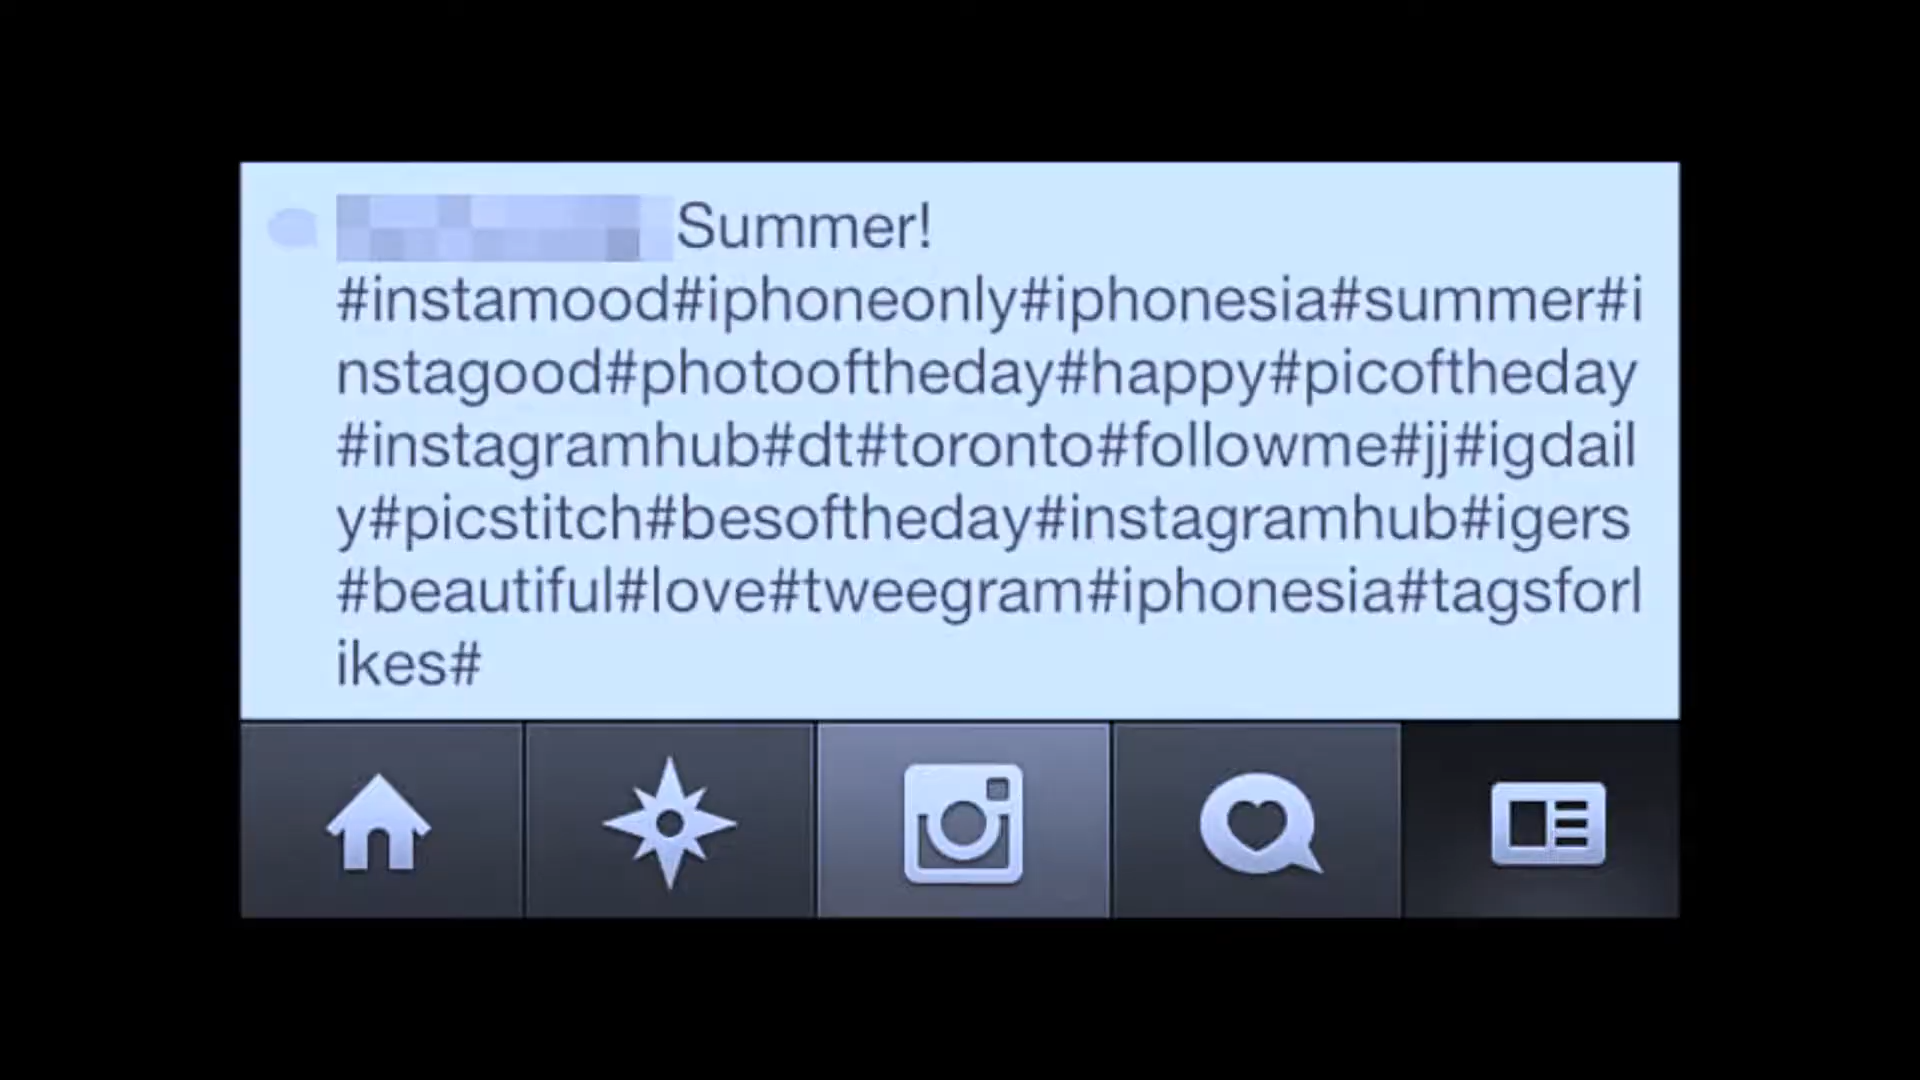 Summer!
#instamood#iphoneonly#iphonesia#summer#i
nstagood#photooftheday#happy#picoftheday
#instagramhub#dt#toronto#followme#jj#igdail
y#picstitch#besoftheday#instagramhub#igers
#beautiful#love#tweegram#iphonesia#tagsforl
ikes#